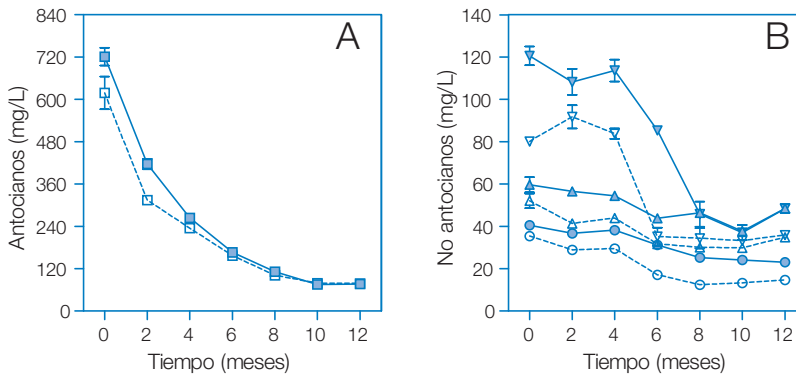 A
Antocianos (mg/L)
840
720
600
480
360
240
120
0
0 2 4 6 8 10 12
Tiempo (meses)
B
No antocianos (mg/L)
140
120
100
80
60
40
20
0
0 2 4 6 8 10 12
Tiempo (meses)